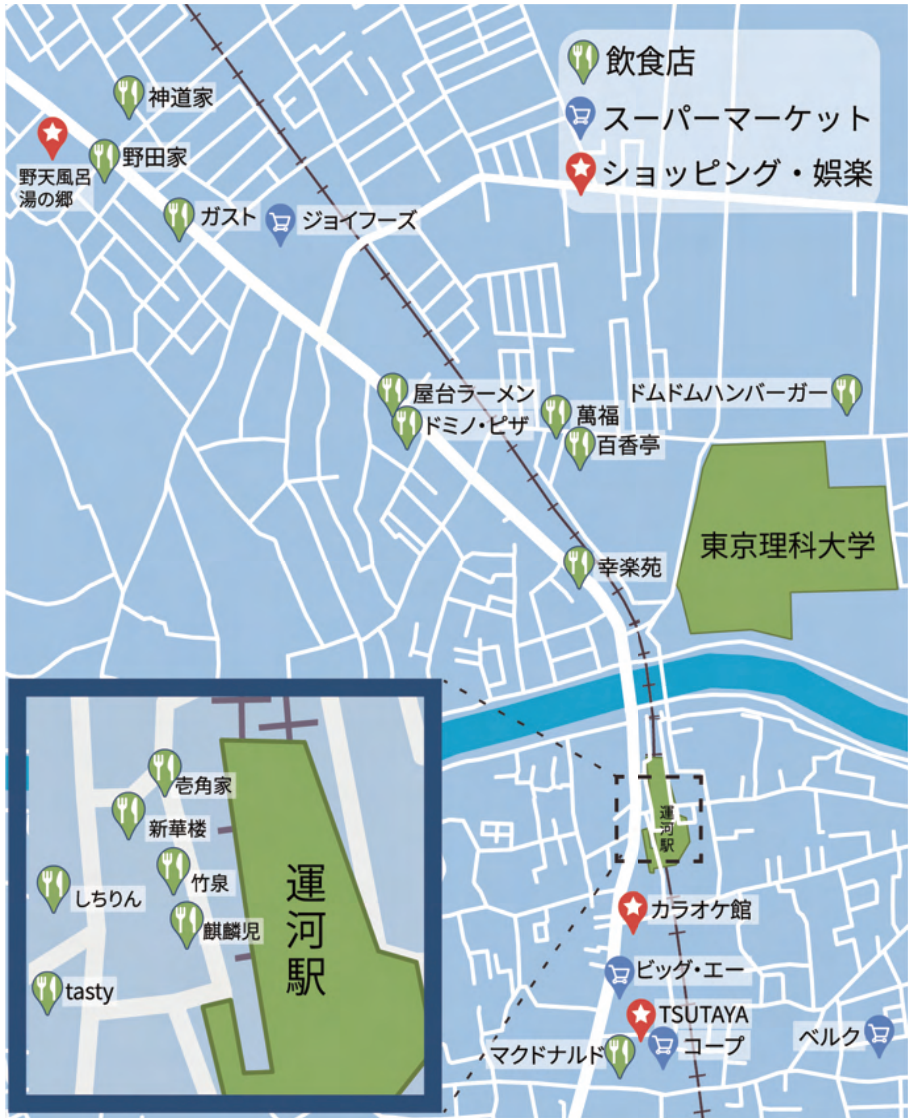 飲食店
スーパーマーケット
ショッピング・娯楽
神道家
野田家
野天風呂
湯の郷
ガスト
ジョイフーズ
屋台ラーメン
ドミノ・ピザ
萬福
百香亭
ドムドムハンバーガー
東京理科大学
幸楽苑
運河駅
カラオケ館
ビッグ・エー
TSUTAYA
コープ
マクドナルド
ベルク
壱角家
新華楼
竹泉
しちりん
麒麟児
tasty
運河駅